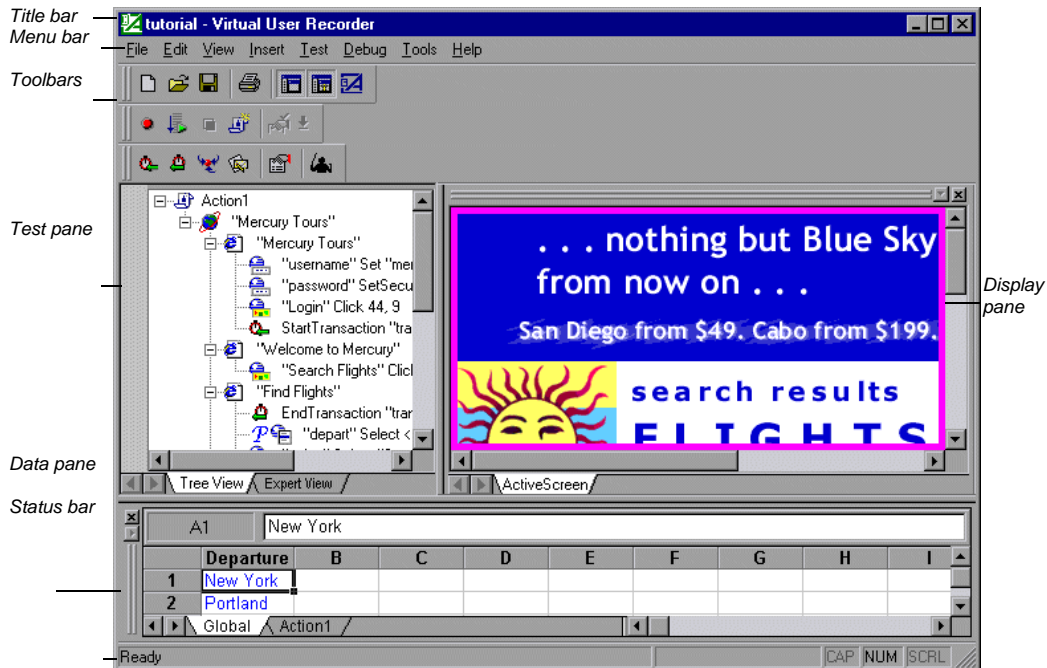 Title bar
Menu bar
Toolbars
Test pane
Data pane
Status bar
Display
pane
tutorial - Virtual User Recorder
File Edit View Insert Test Debug Tools Help
Action1
"Mercury Tours"
"Mercury Tours"
"username" Set "mer
"password" SetSecu
"Login" Click 44, 9
StartTransaction "tra
"Welcome to Mercury"
"Search Flights" Clicl
"Find Flights"
EndTransaction "trar
"depart" Select <
Tree View Expert View
. . . nothing but Blue Sky
from now on . . .
San Diego from $49. Cabo from $199.
search results
FLIGHTS
ActiveScreen
A1 New York
Departure B C D E F G H I
1 New York
2 Portland
Global Action1
Ready CAP NUM SCRL